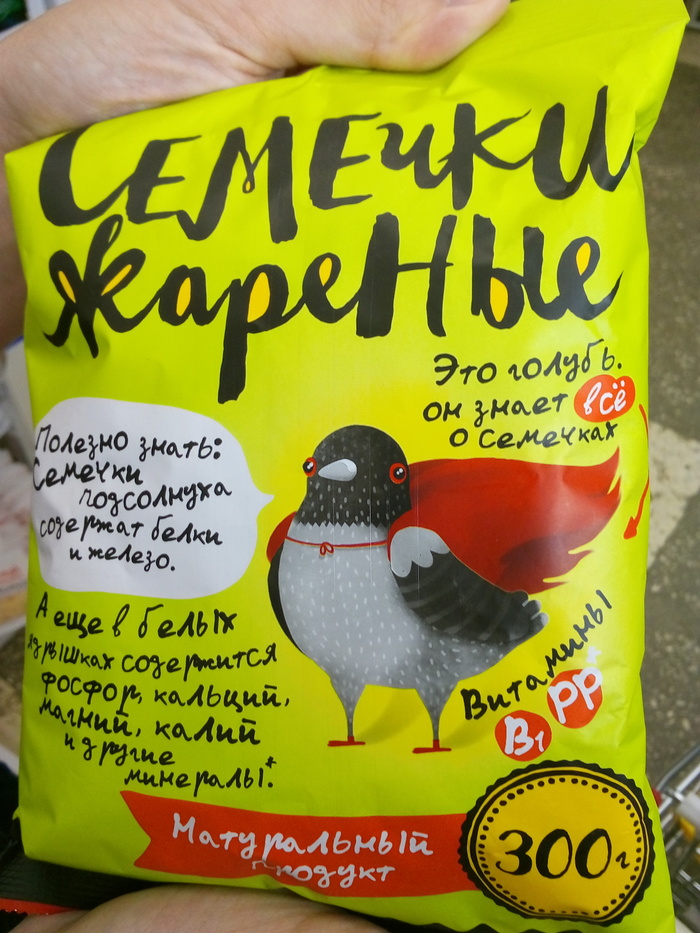 Семечки
жареные
Это голубь.
он знает всё
о семечках
Полезно знать:
Семечки
подсолнуха
содержат белки
и железо.
А еще в белых
ядрышках содержится
фосфор, кальций,
магний, калий
и другие
минералы.*
Витамины
B1 PP*
Натуральный
продукт
300г